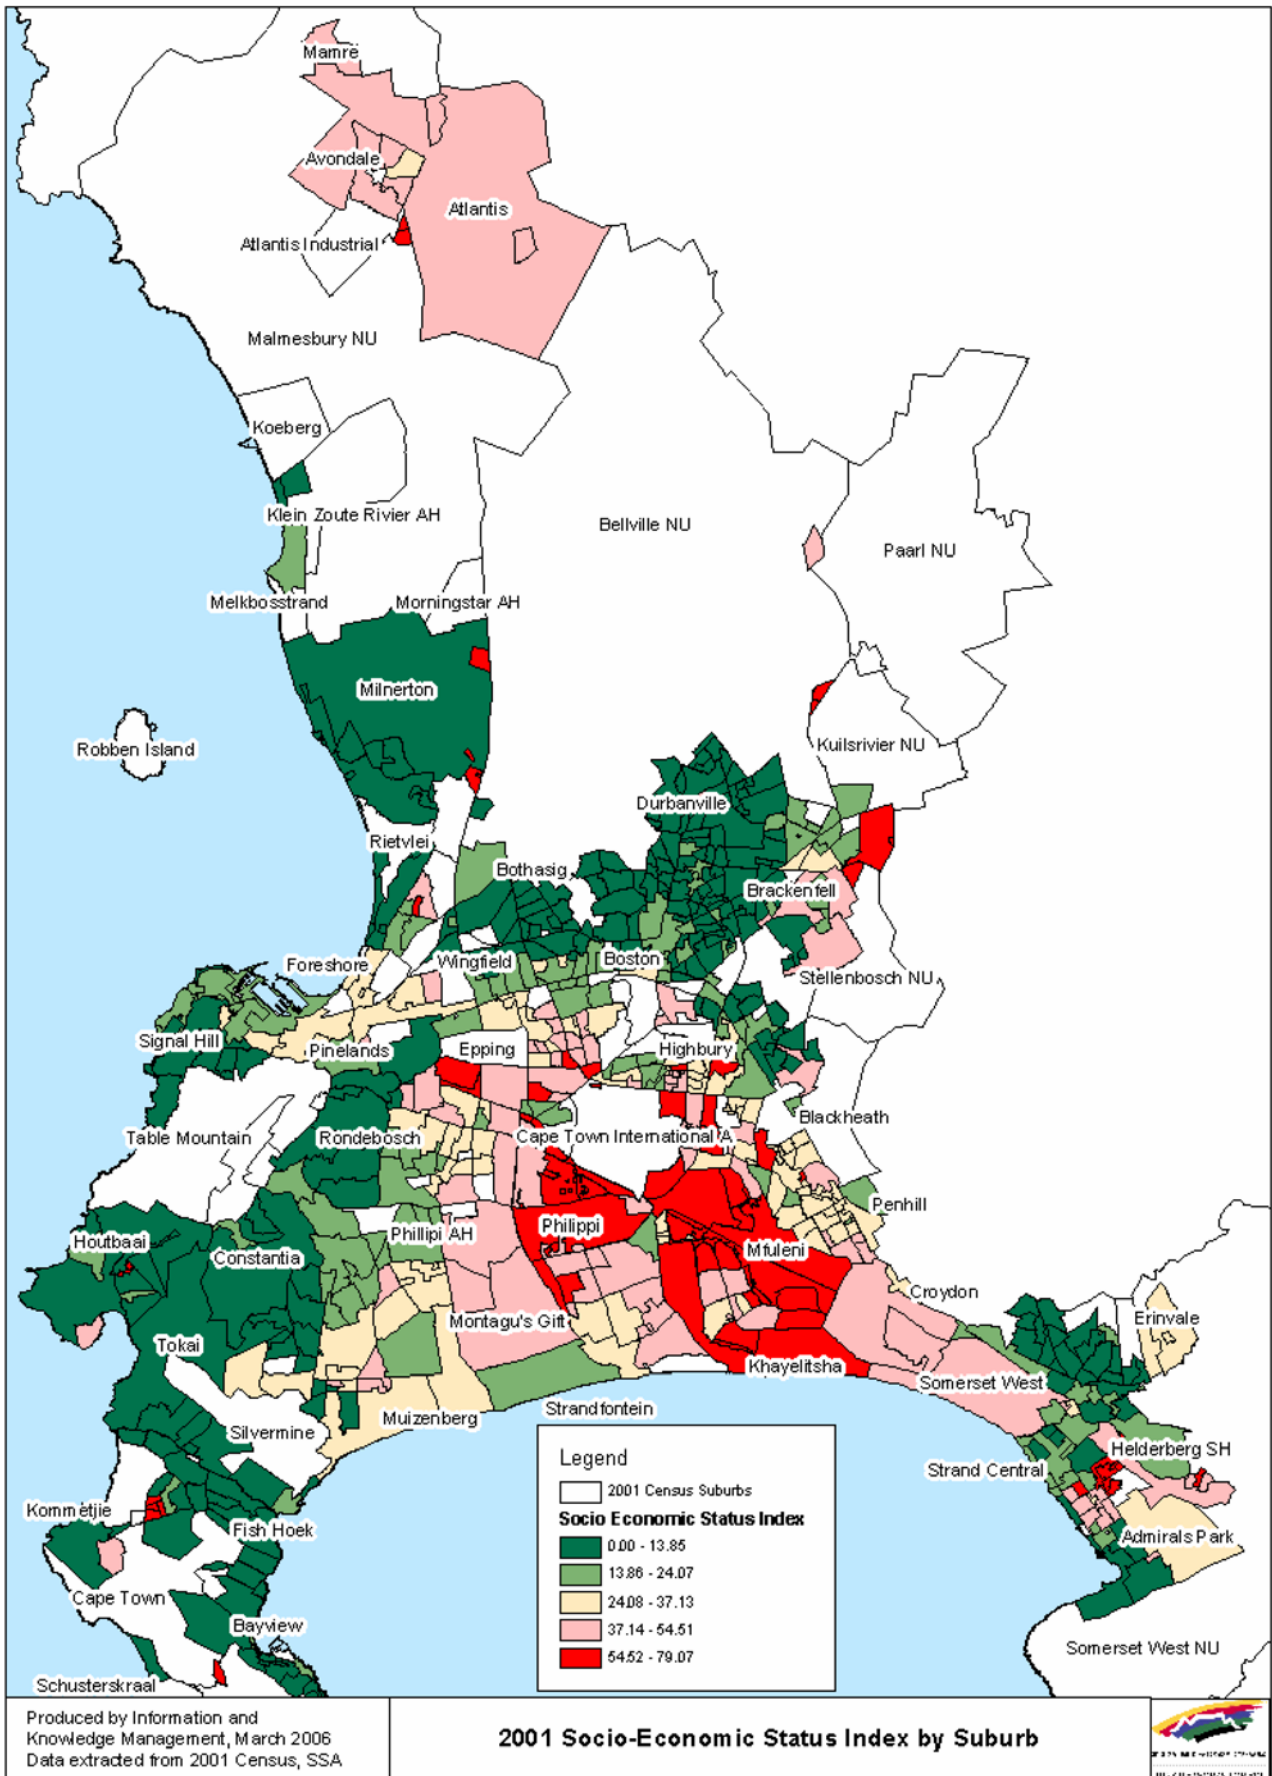 Mamre
Avondale
Atlantis
Atlantis Industrial
Malmesbury NU
Koeberg
Klein Zoute Rivier AH
Bellville NU
Paarl NU
Melkbosstrand
Morningstar AH
Milnerton
Robben Island
Kuilsrivier NU
Durbanville
Rietvlei
Bothasig
Brackenfell
Foreshore
Wingfield
Boston
Stellenbosch NU
Signal Hill
Pinelands
Epping
Highbury
Table Mountain
Rondebosch
Cape Town International A
Blackheath
Penhill
Houtbaai
Constantia
Phillipi AH
Philippi
Mfuleni
Croydon
Erinvale
Montagu's Gift
Tokai
Khayelitsha
Somerset West
Muizenberg
Strandfontein
Silvermine
Helderberg SH
Strand Central
Kommetjie
Fish Hoek
Admirals Park
Cape Town
Bayview
Somerset West NU
Schusterskraal
Legend
2001 Census Suburbs
Socio Economic Status Index
0.00 - 13.85
13.86 - 24.07
24.08 - 37.13
37.14 - 54.51
54.52 - 79.07
Produced by Information and
Knowledge Management, March 2006
Data extracted from 2001 Census, SSA
2001 Socio-Economic Status Index by Suburb